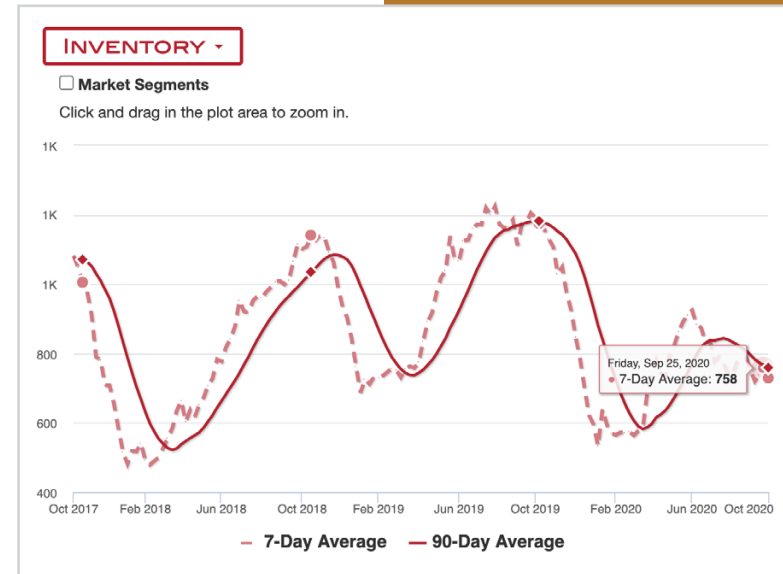 INVENTORY
Market Segments
Click and drag in the plot area to zoom in.
1K
1K
1K
800
600
400
Friday, Sep 25, 2020
7-Day Average: 758
Oct 2017 Feb 2018 Jun 2018 Oct 2018 Feb 2019 Jun 2019 Oct 2019 Feb 2020 Jun 2020 Oct 2020
7-Day Average 90-Day Average